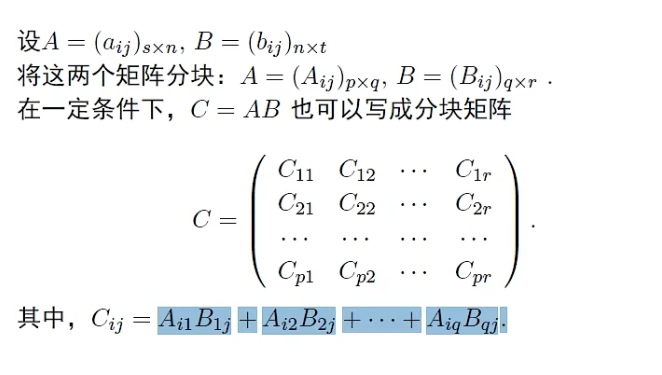 设$A = (a_{ij})_{s\times n}$, $B = (b_{ij})_{n\times t}$
将这两个矩阵分块：$A = (A_{ij})_{p\times q}$, $B = (B_{ij})_{q\times r}$ .
在一定条件下，$C = AB$ 也可以写成分块矩阵
$C = \begin{pmatrix} C_{11} & C_{12} & \cdots & C_{1r} \\ C_{21} & C_{22} & \cdots & C_{2r} \\ \cdots & \cdots & \cdots & \cdots \\ C_{p1} & C_{p2} & \cdots & C_{pr} \end{pmatrix}$ .
其中，$C_{ij} = A_{i1}B_{1j} + A_{i2}B_{2j} + \cdots + A_{iq}B_{qj}$.